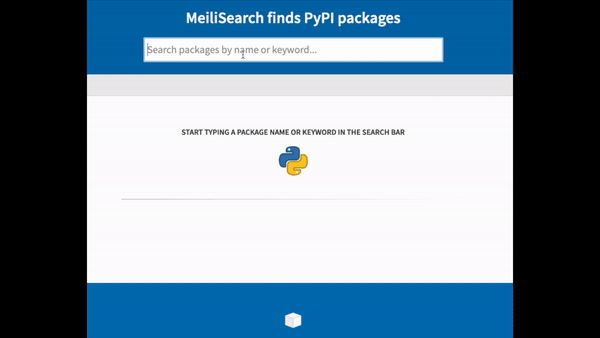 MeiliSearch finds PyPI packages
Search packages by name or keyword...
START TYPING A PACKAGE NAME OR KEYWORD IN THE SEARCH BAR